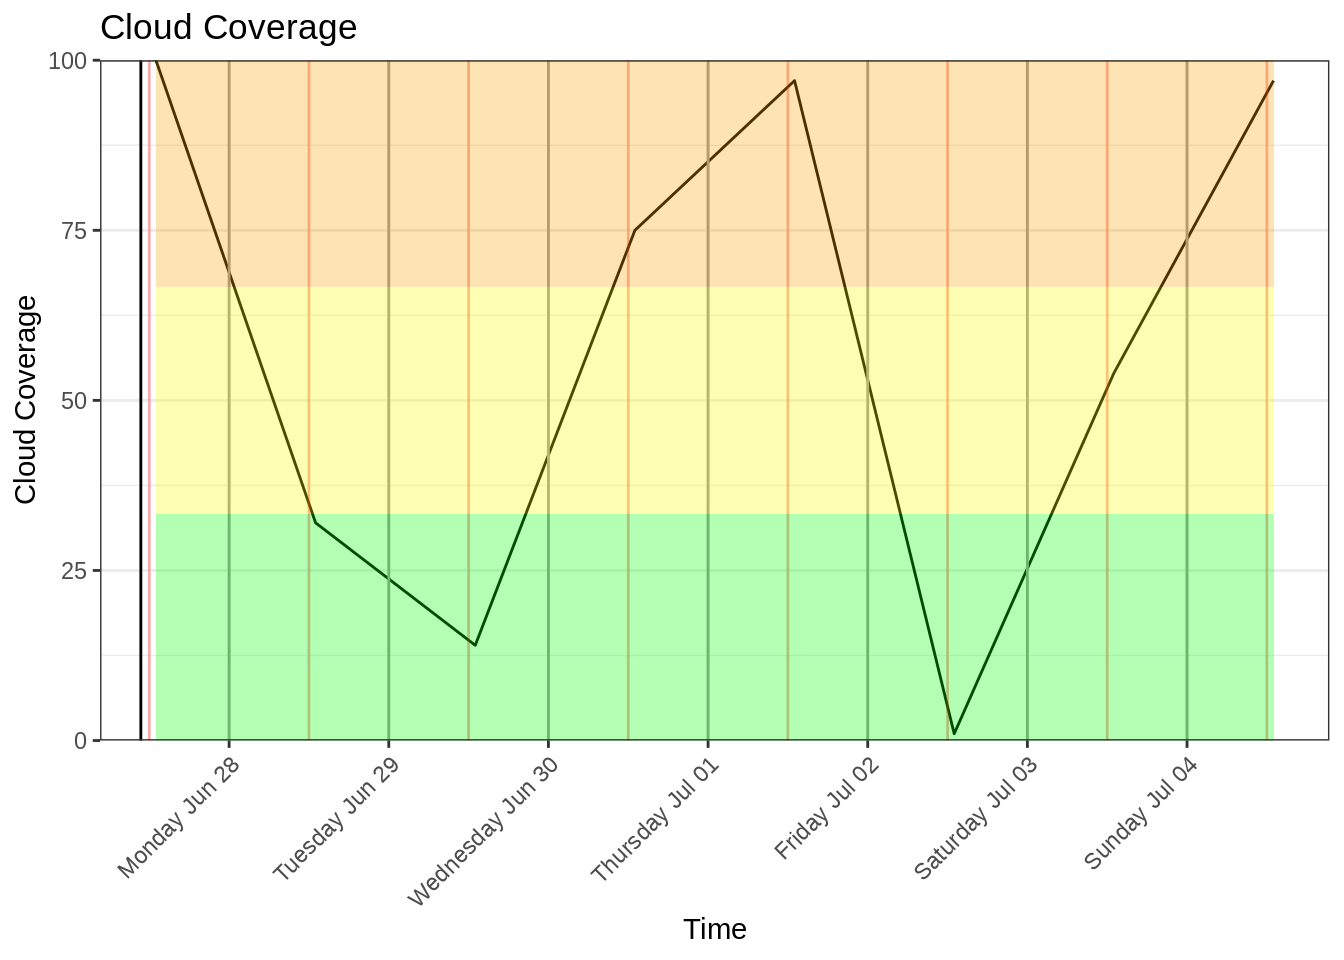 Cloud Coverage
100
75
50
25
0
Cloud Coverage
Monday Jun 28
Tuesday Jun 29
Wednesday Jun 30
Thursday Jul 01
Friday Jul 02
Saturday Jul 03
Sunday Jul 04
Time